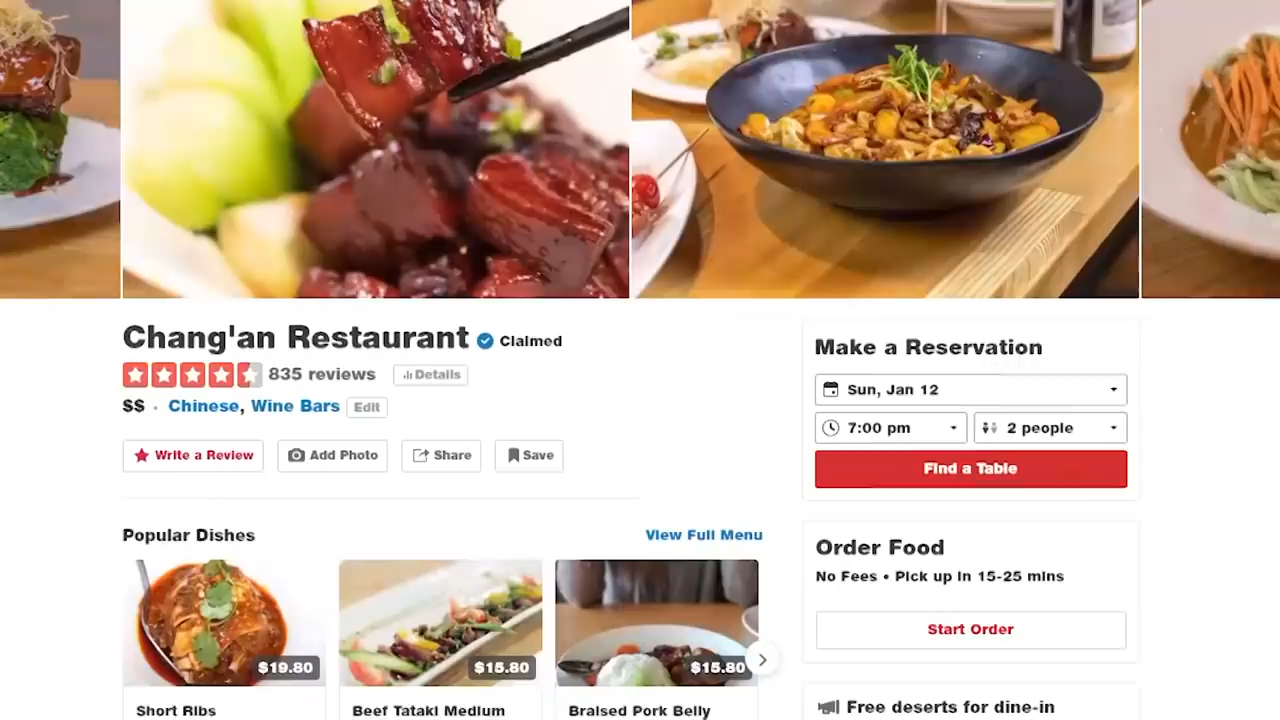 Chang'an Restaurant Claimed
835 reviews Details
$$ · Chinese, Wine Bars Edit
Write a Review Add Photo Share Save
Popular Dishes View Full Menu
$19.80 $15.80 $15.80
Short Ribs Beef Tataki Medium Braised Pork Belly
Make a Reservation
Sun, Jan 12
7:00 pm 2 people
Find a Table
Order Food
No Fees • Pick up in 15-25 mins
Start Order
Free deserts for dine-in